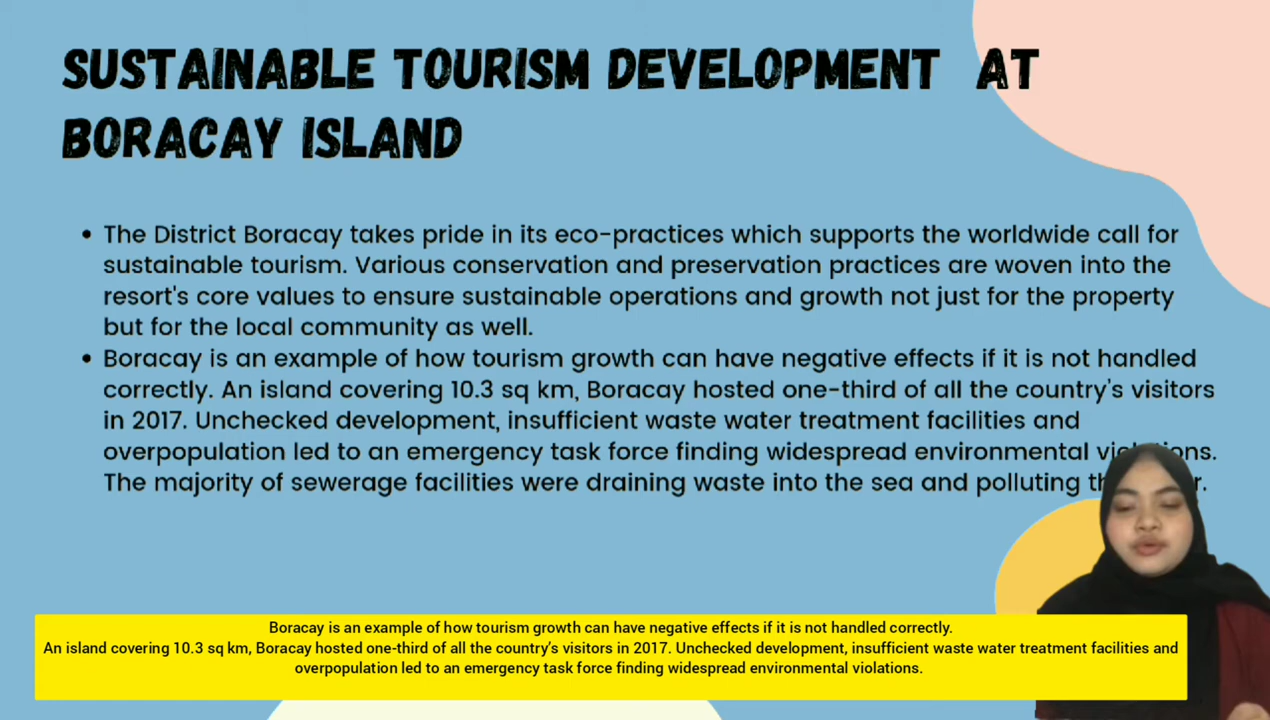 SUSTAINABLE TOURISM DEVELOPMENT AT
BORACAY ISLAND
• The District Boracay takes pride in its eco-practices which supports the worldwide call for
sustainable tourism. Various conservation and preservation practices are woven into the
resort's core values to ensure sustainable operations and growth not just for the property
but for the local community as well.
• Boracay is an example of how tourism growth can have negative effects if it is not handled
correctly. An island covering 10.3 sq km, Boracay hosted one-third of all the country's visitors
in 2017. Unchecked development, insufficient waste water treatment facilities and
overpopulation led to an emergency task force finding widespread environmental
The majority of sewerage facilities were draining waste into the sea and polluting
Boracay is an example of how tourism growth can have negative effects if it is not handled correctly.
An island covering 10.3 sq km, Boracay hosted one-third of all the country's visitors in 2017. Unchecked development, insufficient waste water treatment facilities and
overpopulation led to an emergency task force finding widespread environmental violations.